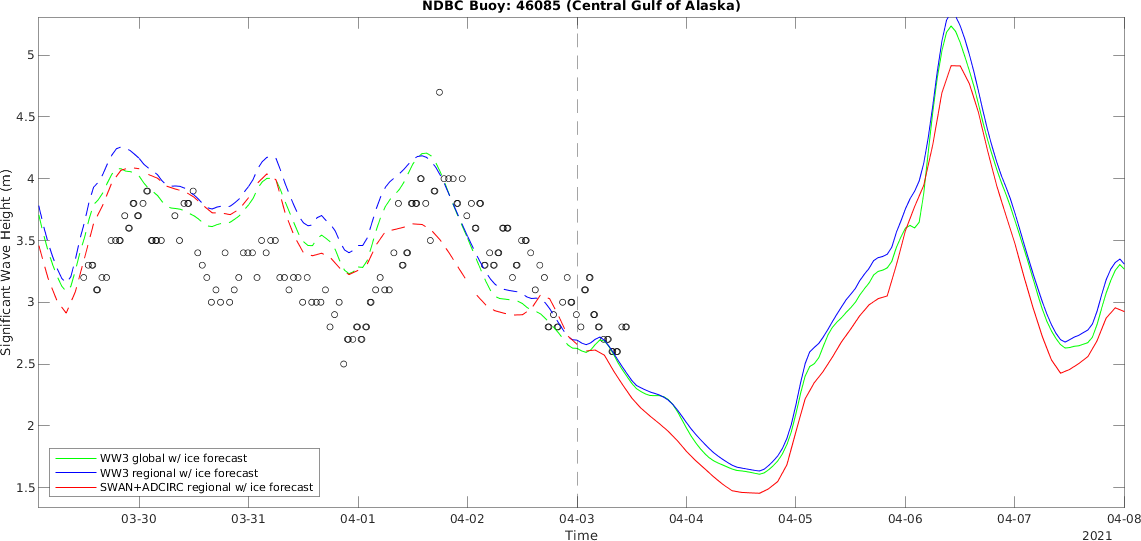 NDBC Buoy: 46085 (Central Gulf of Alaska)
Significant Wave Height (m)
5
4.5
4
3.5
3
2.5
2
1.5
WW3 global w/ ice forecast
WW3 regional w/ ice forecast
SWAN+ADCIRC regional w/ ice forecast
03-30 03-31 04-01 04-02 04-03 04-04 04-05 04-06 04-07 04-08
Time
2021